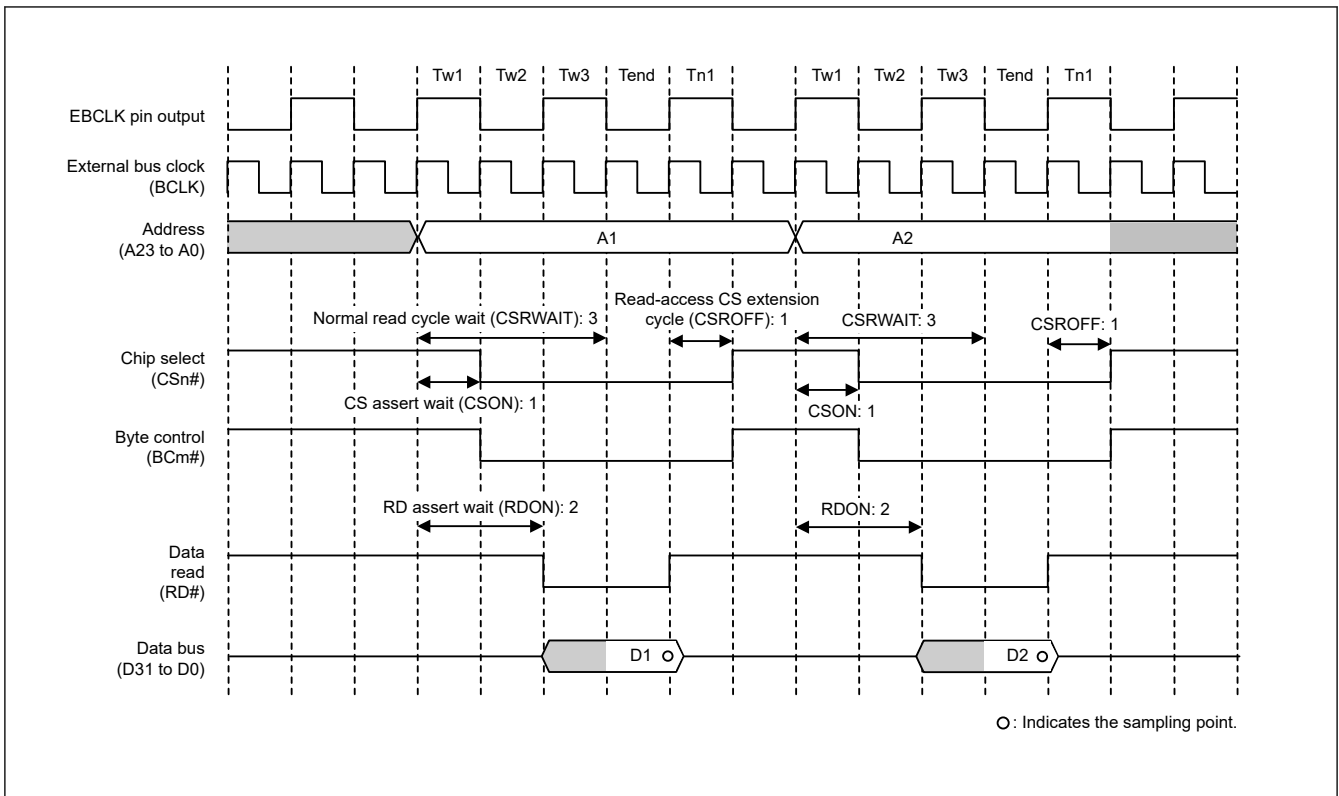 Tw1 Tw2 Tw3 Tend Tn1 Tw1 Tw2 Tw3 Tend Tn1
EBCLK pin output
External bus clock
(BCLK)
Address
(A23 to A0)
A1 A2
Read-access CS extension
cycle (CSROFF): 1
Normal read cycle wait (CSRWAIT): 3
CSRWAIT: 3
CSROFF: 1
Chip select
(CSn#)
CS assert wait (CSON): 1
CSON: 1
Byte control
(BCm#)
RD assert wait (RDON): 2
RDON: 2
Data
read
(RD#)
Data bus
(D31 to D0)
D1 D2
: Indicates the sampling point.